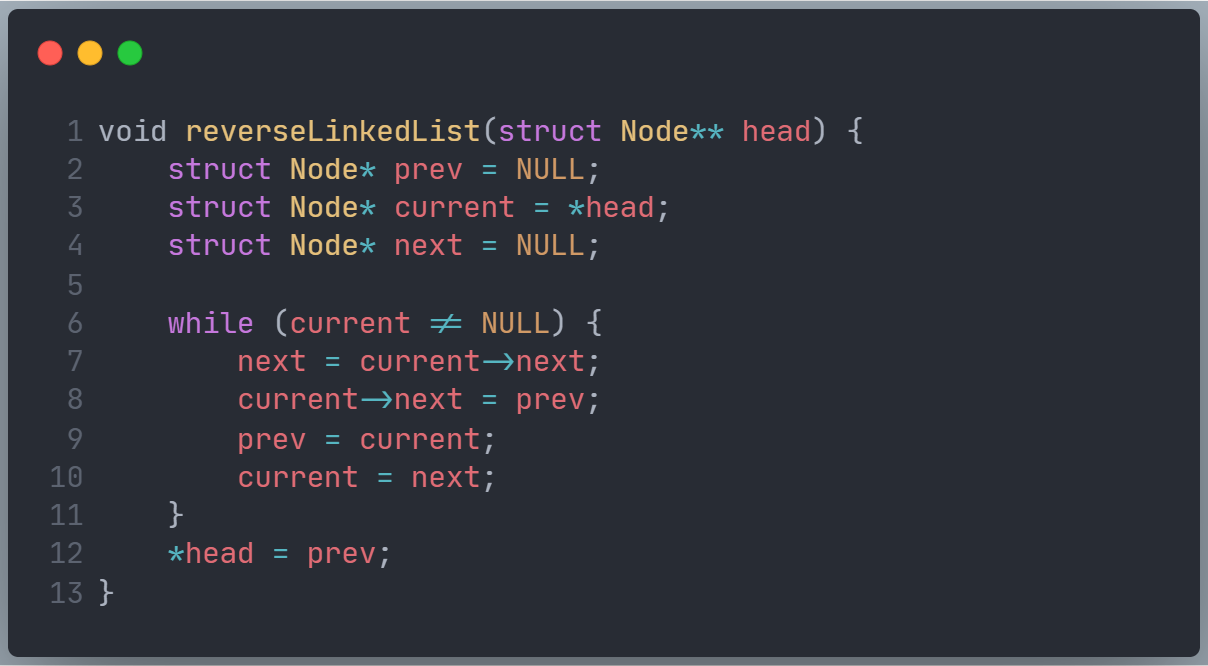 1 void reverseLinkedList(struct Node** head) {
2     struct Node* prev = NULL;
3     struct Node* current = *head;
4     struct Node* next = NULL;
5
6     while (current != NULL) {
7         next = current->next;
8         current->next = prev;
9         prev = current;
10         current = next;
11     }
12     *head = prev;
13 }